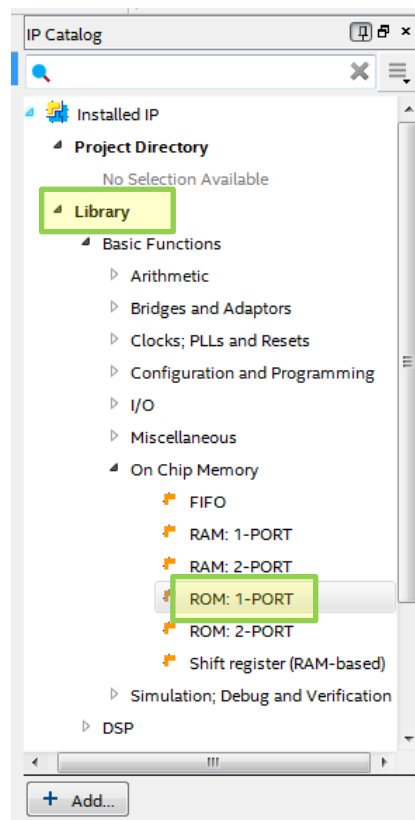 IP Catalog
Installed IP
Project Directory
No Selection Available
Library
Basic Functions
Arithmetic
Bridges and Adaptors
Clocks; PLLs and Resets
Configuration and Programming
I/O
Miscellaneous
On Chip Memory
FIFO
RAM: 1-PORT
RAM: 2-PORT
ROM: 1-PORT
ROM: 2-PORT
Shift register (RAM-based)
Simulation; Debug and Verification
DSP
+ Add...